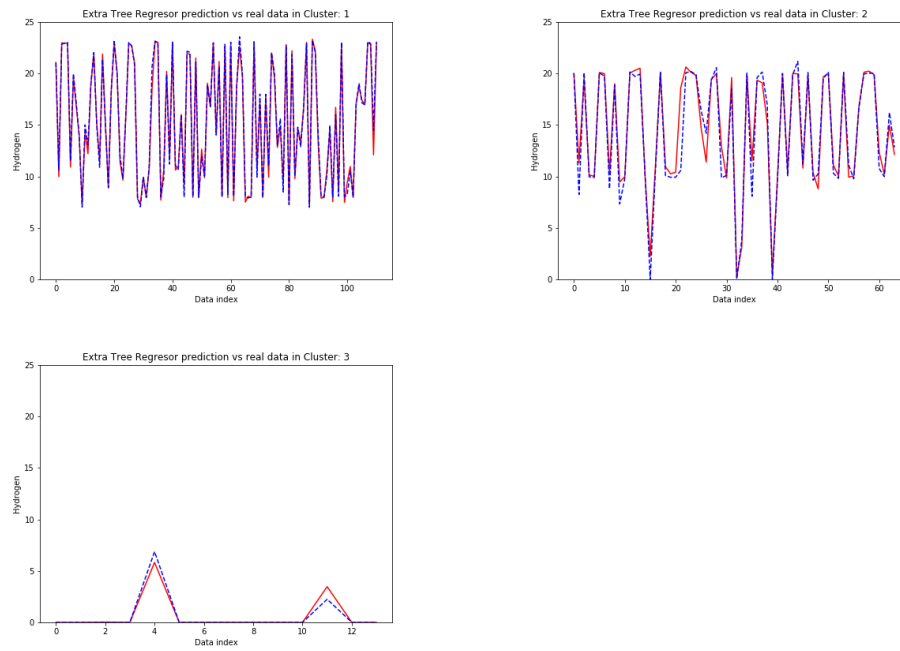 Extra Tree Regresor prediction vs real data in Cluster: 1
25
20
15
10
5
0
Hydrogen
0 20 40 60 80 100
Data index
Extra Tree Regresor prediction vs real data in Cluster: 2
25
20
15
10
5
0
Hydrogen
0 10 20 30 40 50 60
Data index
Extra Tree Regresor prediction vs real data in Cluster: 3
25
20
15
10
5
0
Hydrogen
0 2 4 6 8 10 12
Data index